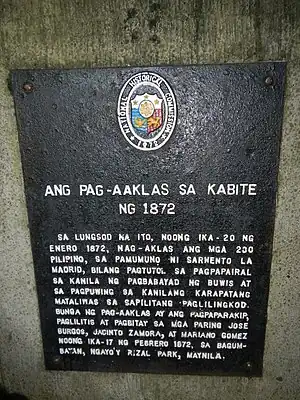 NATIONAL HISTORICAL COMMISSION
1972
ANG PAG-AAKLAS SA KABITE
NG 1872
SA LUNGSOD NA ITO, NOONG IKA-20 NG
ENERO 1872, NAG-AKLAS ANG MGA 200
PILIPINO, SA PAMUMUNO NI SARHENTO LA
MADRID, BILANG PAGTUTOL SA PAGPAPAIRAL
SA KANILA NG PAGBABAYAD NG BUWIS AT
SA PAGPUWING SA KANILANG KARAPATANG
MATALIWAS SA SAPILITANG PAGLILINGKOD.
BUNGA NG PAG-AAKLAS AY ANG PAGPAPARAKIP,
PAGLILITIS AT PAGBITAY SA MGA PARING JOSE
BURGOS, JACINTO ZAMORA, AT MARIANO GOMEZ
NOONG IKA-17 NG PEBRERO 1872, SA BAGUM-
BAYAN, NGAYO'Y RIZAL PARK, MAYNILA.